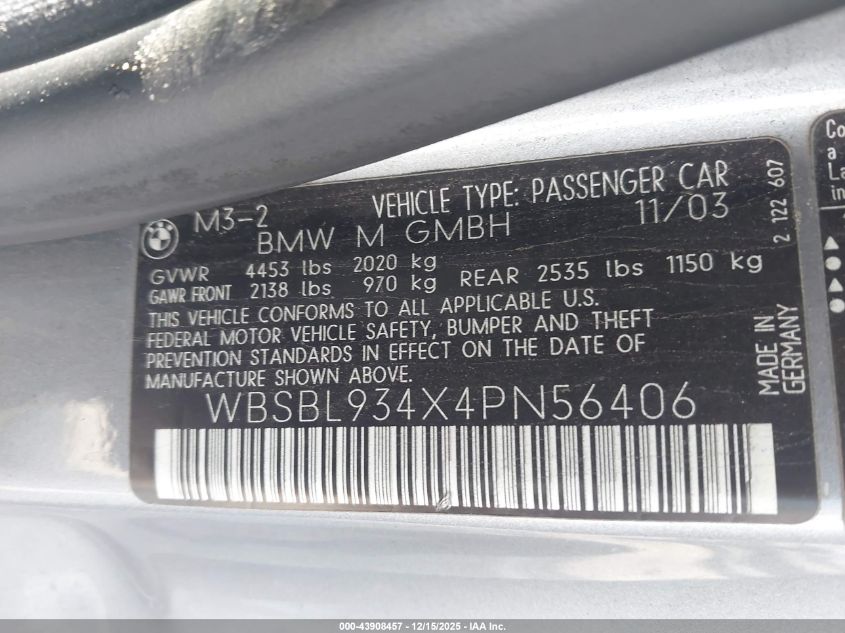 M3-2 VEHICLE TYPE: PASSENGER CAR
BMW M GMBH 11/03
GVWR 4453 lbs 2020 kg
GAWR FRONT 2138 lbs 970 kg REAR 2535 lbs 1150 kg
THIS VEHICLE CONFORMS TO ALL APPLICABLE U.S.
FEDERAL MOTOR VEHICLE SAFETY, BUMPER AND THEFT
PREVENTION STANDARDS IN EFFECT ON THE DATE OF
MANUFACTURE SHOWN ABOVE.
WBSBL934X4PN56406
2 122 607
MADE IN
GERMANY
Co
a
La
in
000-43908457 - 12/15/2025 - IAA Inc.